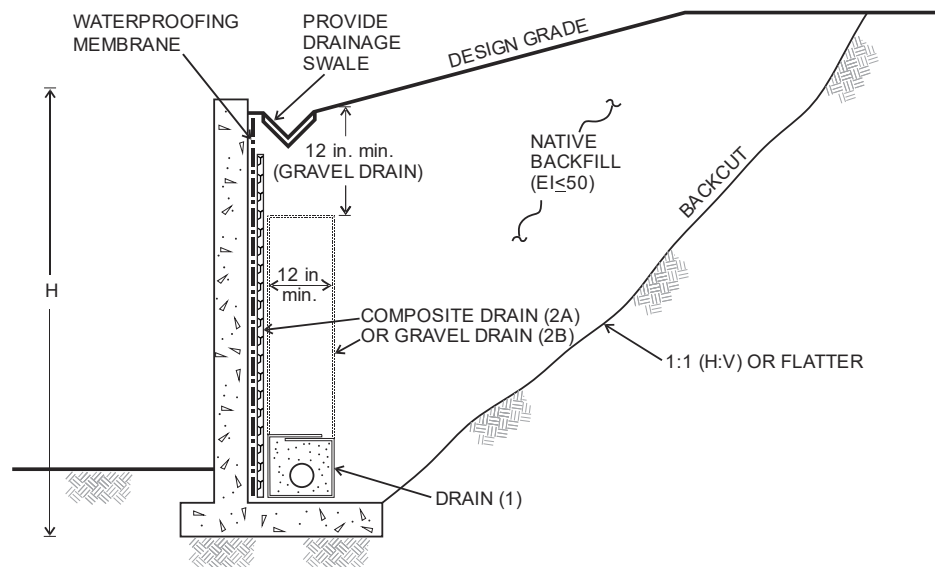 WATERPROOFING
MEMBRANE
PROVIDE
DRAINAGE
SWALE
DESIGN GRADE
12 in. min.
(GRAVEL DRAIN)
NATIVE
BACKFILL
(EI≤50)
BACKCUT
H
12 in
min.
COMPOSITE DRAIN (2A)
OR GRAVEL DRAIN (2B)
1:1 (H:V) OR FLATTER
DRAIN (1)